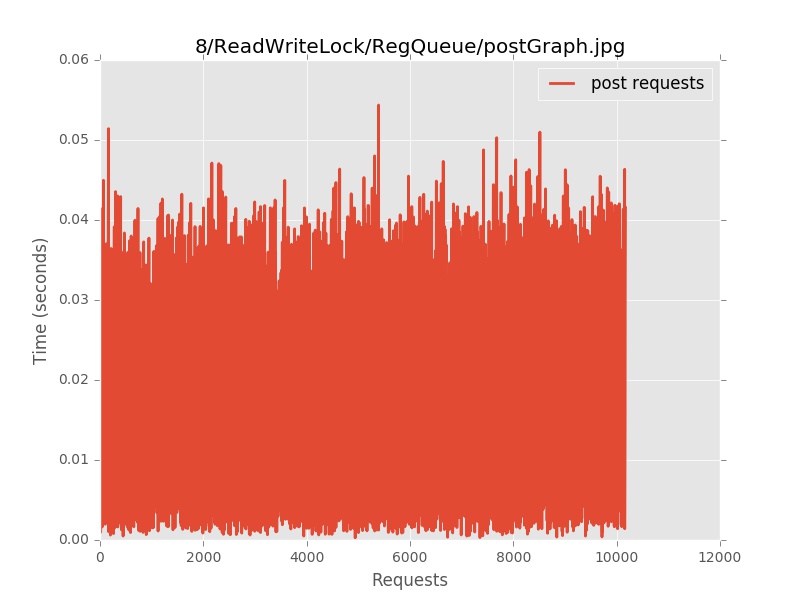 8/ReadWriteLock/RegQueue/postGraph.jpg
post requests
0.06
0.05
0.04
0.03
0.02
0.01
0.00
Time (seconds)
0 2000 4000 6000 8000 10000 12000
Requests